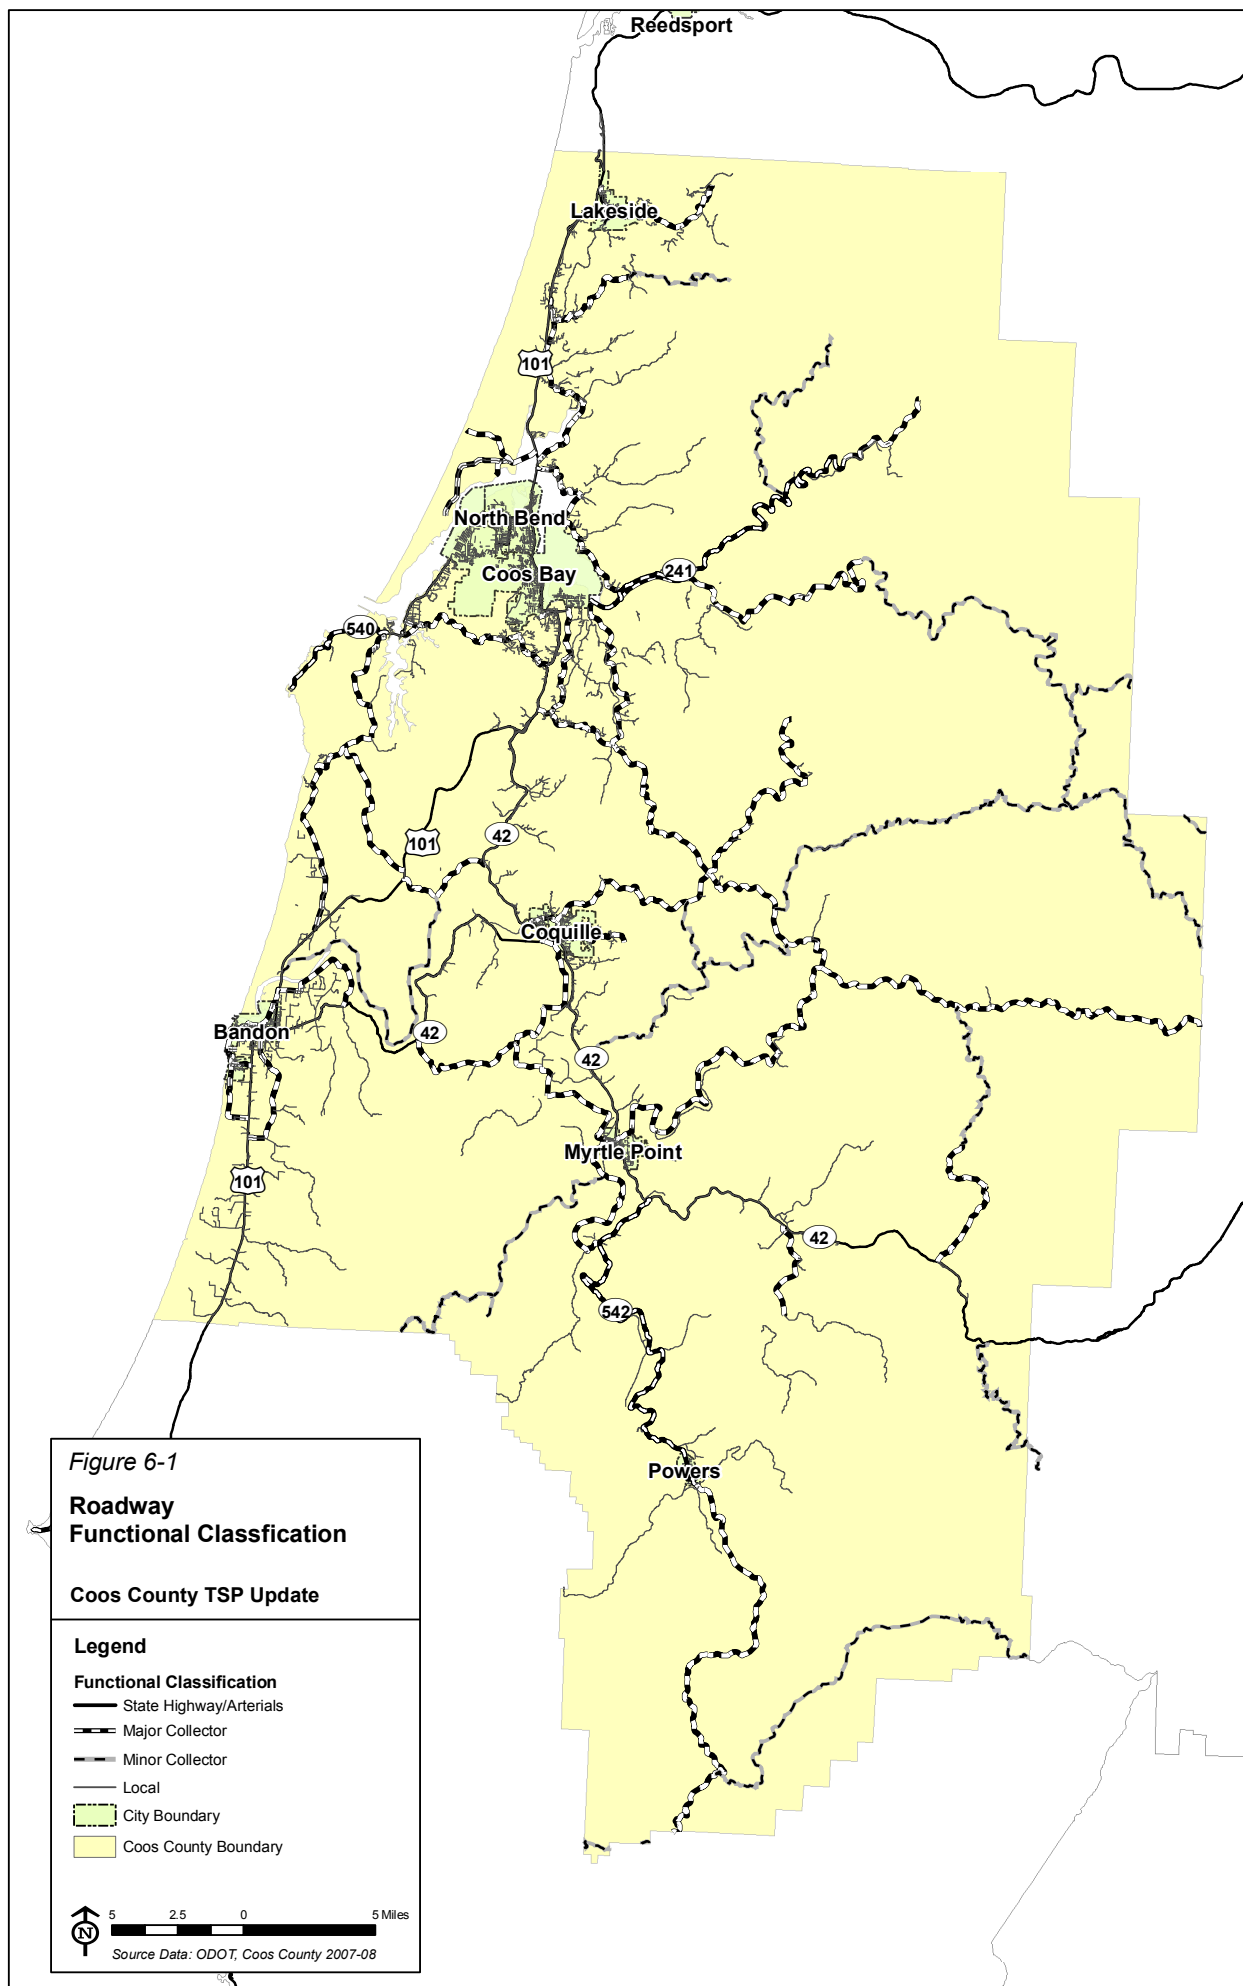 Reedsport
Lakeside
101
North Bend
Coos Bay
241
540
42
101
Coquille
Bandon
42
42
Myrtle Point
101
42
542
Powers
Figure 6-1
Roadway
Functional Classfication
Coos County TSP Update
Legend
Functional Classification
State Highway/Arterials
Major Collector
Minor Collector
Local
City Boundary
Coos County Boundary
N
5 2.5 0 5 Miles
Source Data: ODOT, Coos County 2007-08